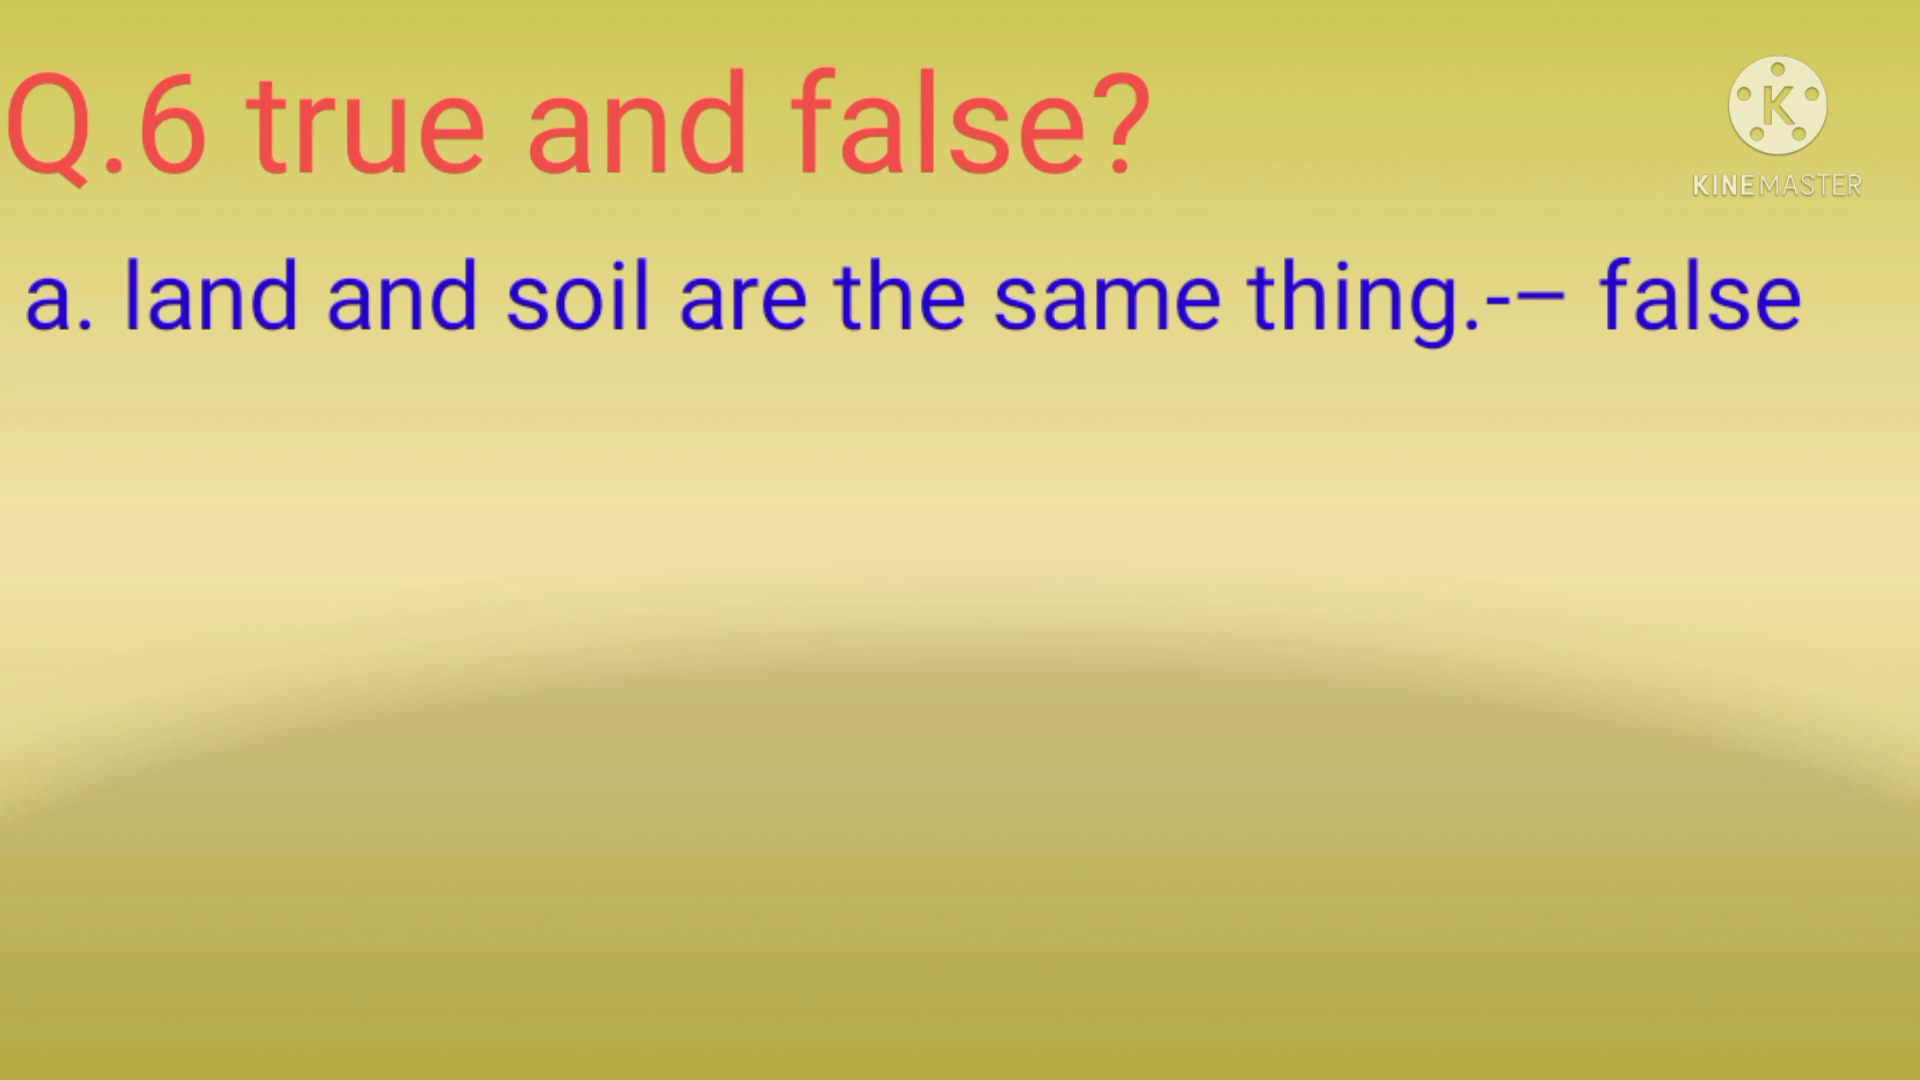 Q.6 true and false?
K
KINEMASTER
a. land and soil are the same thing.-– false